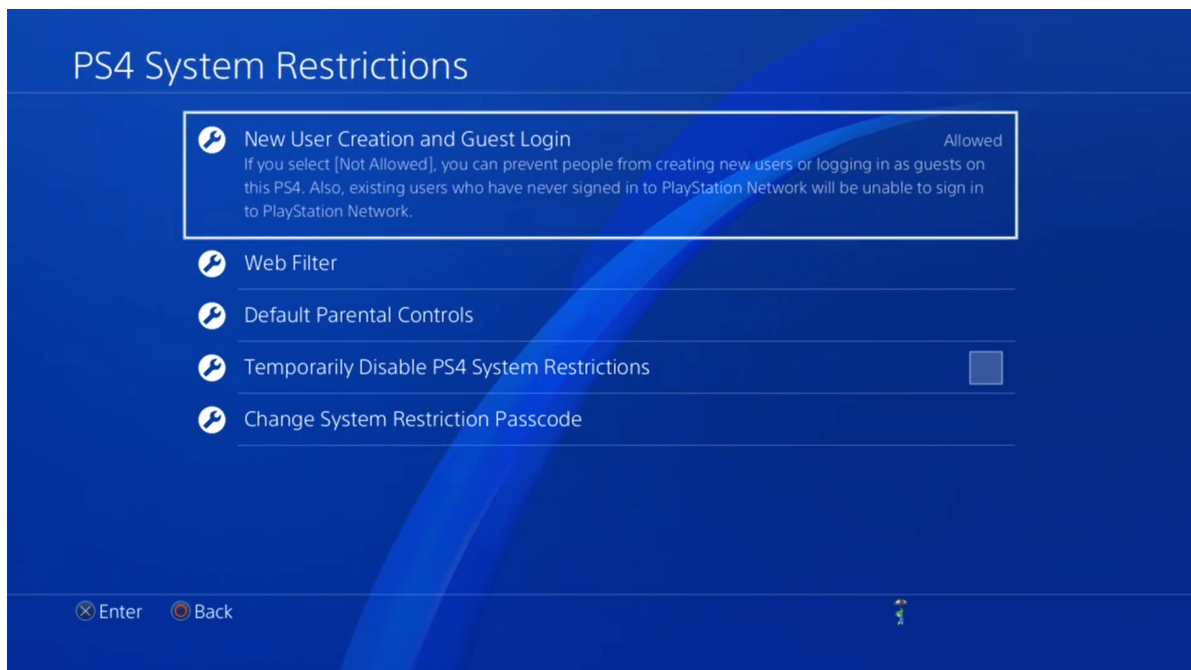 PS4 System Restrictions
New User Creation and Guest Login
Allowed
If you select [Not Allowed], you can prevent people from creating new users or logging in as guests on
this PS4. Also, existing users who have never signed in to PlayStation Network will be unable to sign in
to PlayStation Network.
Web Filter
Default Parental Controls
Temporarily Disable PS4 System Restrictions
Change System Restriction Passcode
Enter
Back